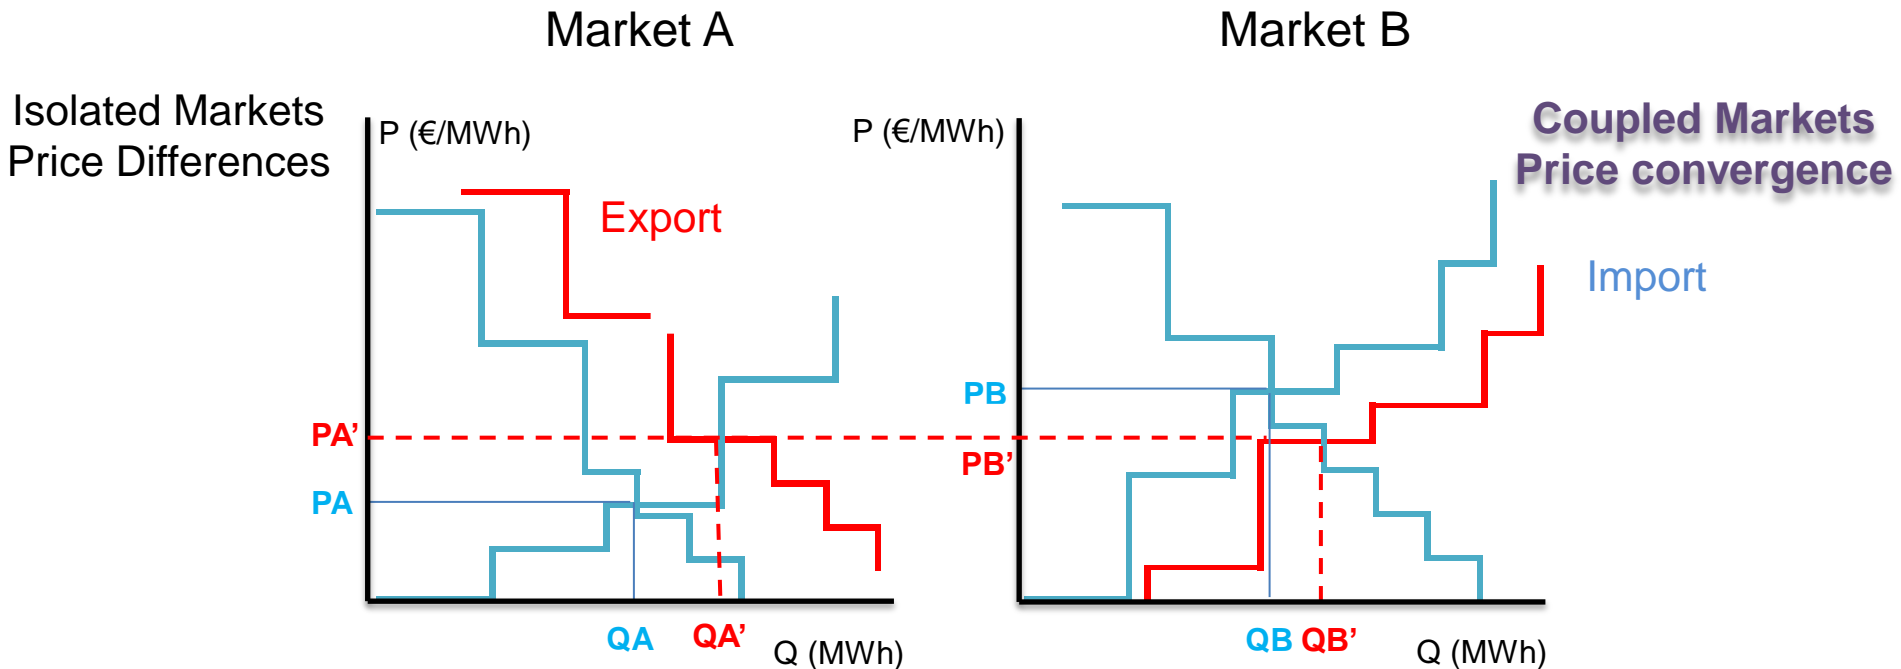 Market A
Market B
Isolated Markets
Price Differences
P (€/MWh)
P (€/MWh)
Coupled Markets
Price convergence
Export
Import
PA’
PA
PB
PB’
QA
QA’
Q (MWh)
QB
QB’
Q (MWh)